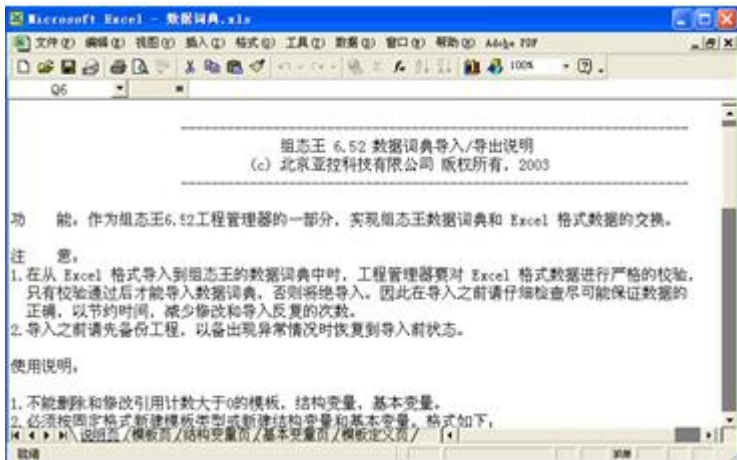 Microsoft Excel - 数据词典.xls
文件(F) 编辑(E) 视图(V) 插入(I) 格式(O) 工具(T) 数据(D) 窗口(W) 帮助(H) Adobe PDF
100%
Q6 =
组态王 6.52 数据词典导入/导出说明
(c) 北京亚控科技有限公司 版权所有, 2003
功 能, 作为组态王6.52工程管理器的一部分, 实现组态王数据词典和 Excel 格式数据的交换。
注 意,
1.在从 Excel 格式导入到组态王的数据词典中时, 工程管理器要对 Excel 格式数据进行严格的校验,
只有校验通过后才能导入数据词典, 否则将绝导入。因此在导入之前请仔细检查尽可能保证数据的
正确, 以节约时间, 减少修改和导入反复的次数。
2.导入之前请先备份工程, 以备出现异常情况时恢复到导入前状态。
使用说明,
1.不能删除和修改引用计数大于0的模板, 结构变量, 基本变量。
2.必须按固定格式新建模板类型或新建结构变量和基本变量, 格式如下,
说明页/模板页/结构变量页/基本变量页/模板定义页/
就绪